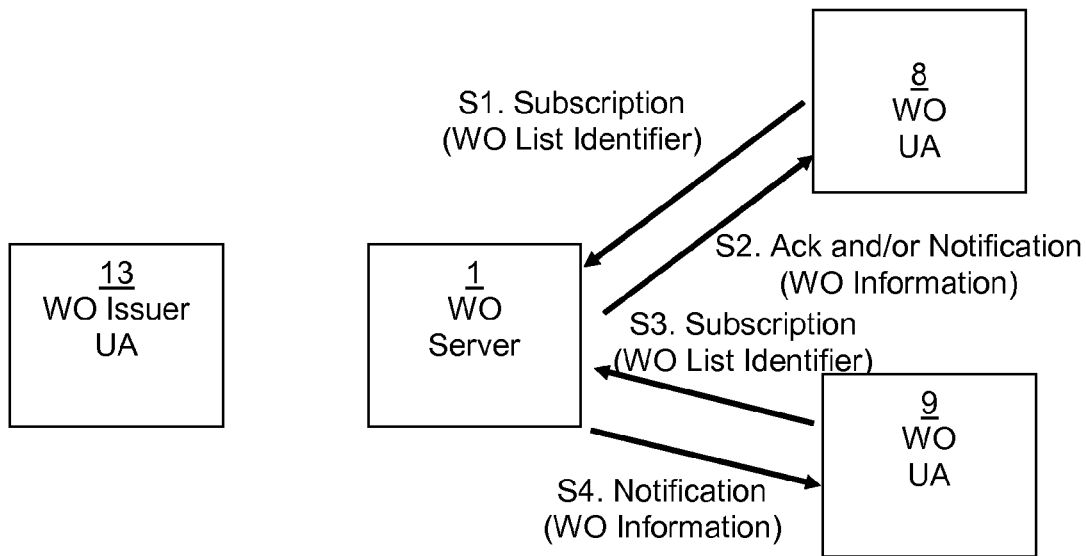 S1. Subscription
(WO List Identifier)
8
WO
UA
S2. Ack and/or Notification
(WO Information)
13
WO Issuer
UA
1
WO
Server
S3. Subscription
(WO List Identifier)
9
WO
UA
S4. Notification
(WO Information)